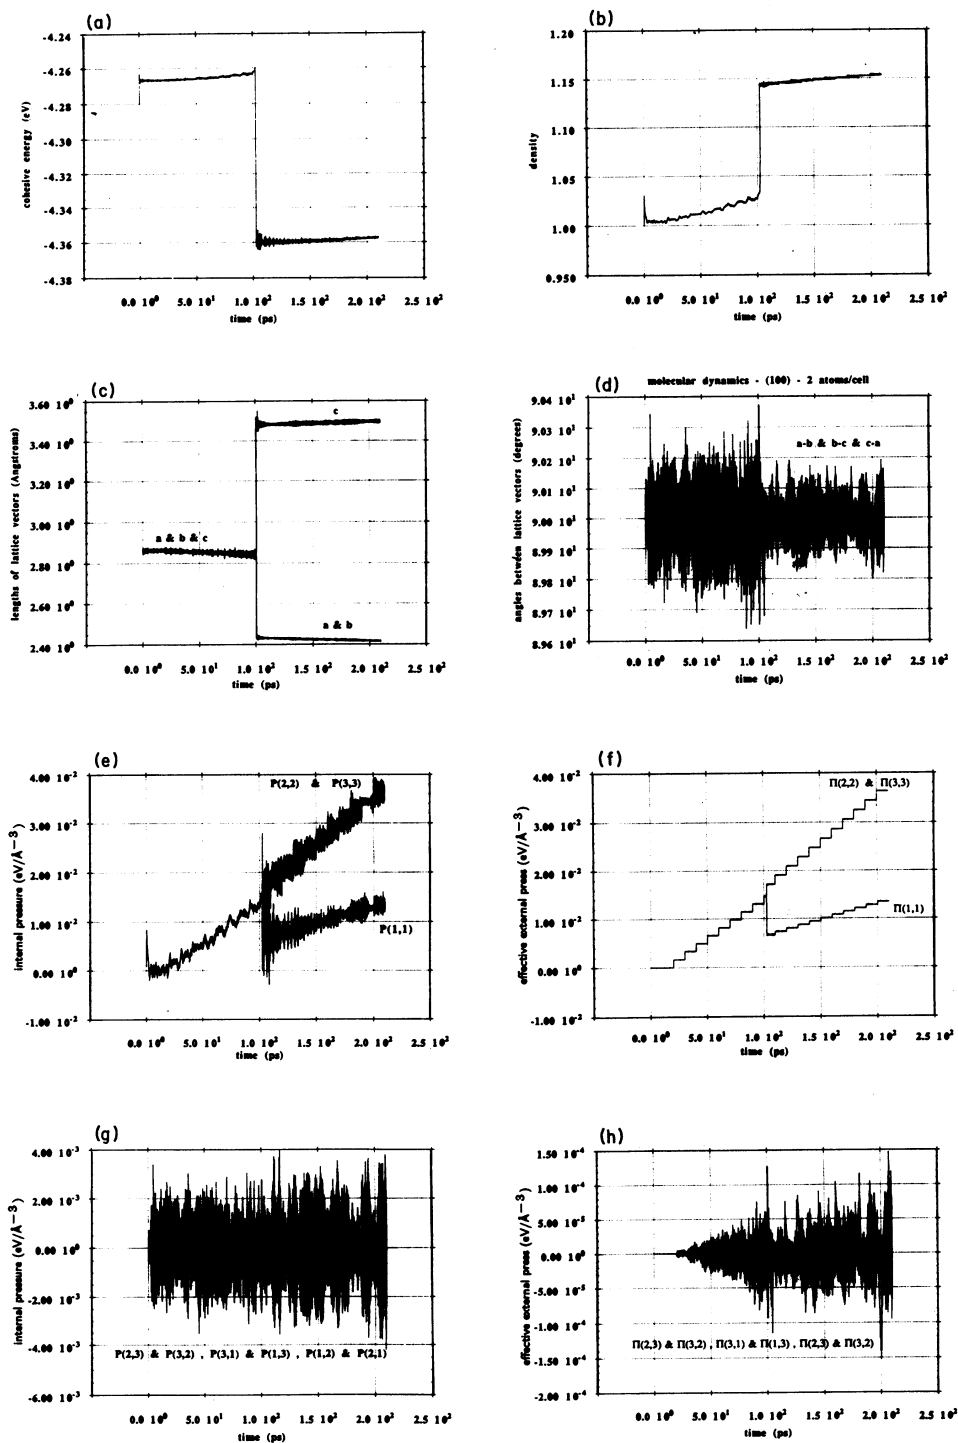 (a)
-4.24
-4.26
-4.28
-4.30
-4.32
-4.34
-4.36
-4.38
cohesive energy (eV)
0.0 10⁰ 5.0 10¹ 1.0 10² 1.5 10² 2.0 10² 2.5 10²
time (ps)
(b)
1.20
1.15
1.10
1.05
1.00
0.950
density
0.0 10⁰ 5.0 10¹ 1.0 10² 1.5 10² 2.0 10² 2.5 10²
time (ps)
(c)
3.60 10⁰
3.40 10⁰
3.20 10⁰
3.00 10⁰
2.80 10⁰
2.60 10⁰
2.40 10⁰
lengths of lattice vectors (Angstroms)
c
a & b & c
a & b
0.0 10⁰ 5.0 10¹ 1.0 10² 1.5 10² 2.0 10² 2.5 10²
time (ps)
(d)
molecular dynamics - (100) - 2 atoms/cell
9.04 10¹
9.03 10¹
9.02 10¹
9.01 10¹
9.00 10¹
8.99 10¹
8.98 10¹
8.97 10¹
8.96 10¹
angles between lattice vectors (degrees)
a-b & b-c & c-a
0.0 10⁰ 5.0 10¹ 1.0 10² 1.5 10² 2.0 10² 2.5 10²
time (ps)
(e)
4.00 10⁻²
3.00 10⁻²
2.00 10⁻²
1.00 10⁻²
0.00 10⁰
-1.00 10⁻²
internal pressure (eV/Å−3)
P(2,2) & P(3,3)
P(1,1)
0.0 10⁰ 5.0 10¹ 1.0 10² 1.5 10² 2.0 10² 2.5 10²
time (ps)
(f)
4.00 10⁻²
3.00 10⁻²
2.00 10⁻²
1.00 10⁻²
0.00 10⁰
-1.00 10⁻²
effective external press (eV/Å−3)
Π(2,2) & Π(3,3)
Π(1,1)
0.0 10⁰ 5.0 10¹ 1.0 10² 1.5 10² 2.0 10² 2.5 10²
time (ps)
(g)
4.00 10⁻³
2.00 10⁻³
0.00 10⁰
-2.00 10⁻³
-4.00 10⁻³
-6.00 10⁻³
internal pressure (eV/Å−3)
P(2,3) & P(3,2) , P(3,1) & P(1,3) , P(1,2) & P(2,1)
0.0 10⁰ 5.0 10¹ 1.0 10² 1.5 10² 2.0 10² 2.5 10²
time (ps)
(h)
1.50 10⁻⁴
1.00 10⁻⁴
5.00 10⁻⁵
0.00 10⁰
-5.00 10⁻⁵
-1.00 10⁻⁴
-1.50 10⁻⁴
-2.00 10⁻⁴
effective external press (eV/Å−3)
Π(2,3) & Π(3,2) , Π(3,1) & Π(1,3) , Π(2,3) & Π(3,2)
0.0 10⁰ 5.0 10¹ 1.0 10² 1.5 10² 2.0 10² 2.5 10²
time (ps)